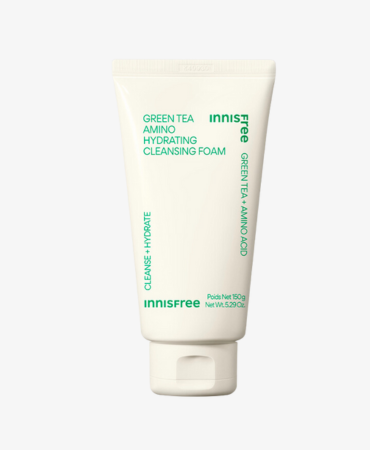 GREEN TEA
AMINO
HYDRATING
CLEANSING FOAM
INNISFree
GREEN TEA + AMINO ACID
CLEANSE + HYDRATE
Poids Net 150g
Net Wt. 5.29 Oz.
INNISFree